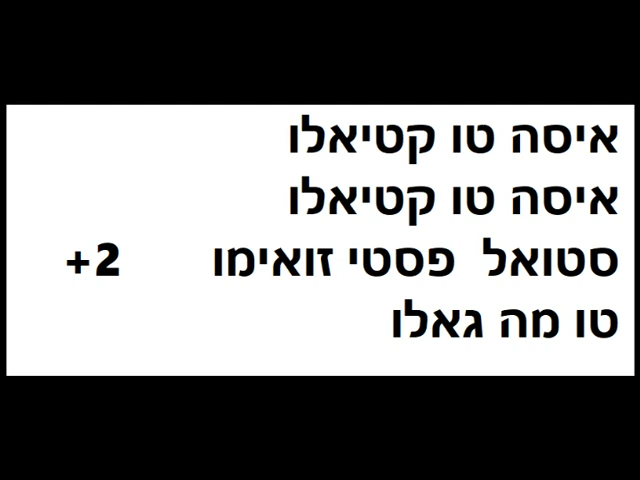 איסה טו קטיאלו
איסה טו קטיאלו
סטואל פסטי זואימו +2
טו מה גאלו